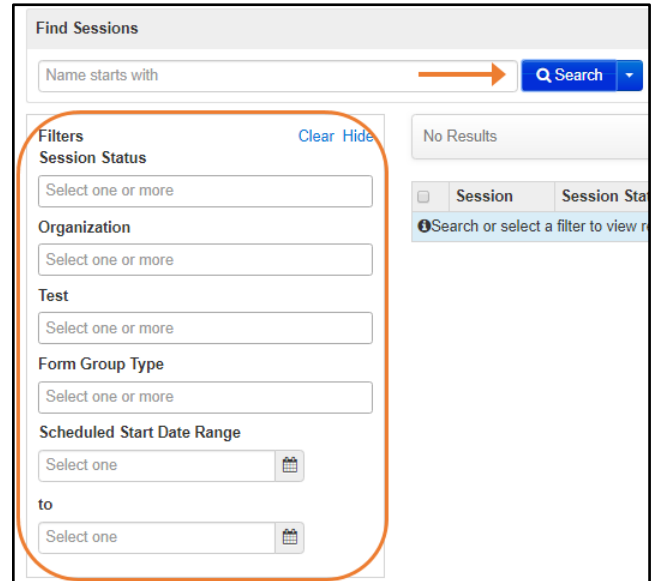 Find Sessions
Name starts with
Search
Filters Clear Hide
Session Status
Select one or more
Organization
Select one or more
Test
Select one or more
Form Group Type
Select one or more
Scheduled Start Date Range
Select one
to
Select one
No Results
Session Session Stat
Search or select a filter to view re